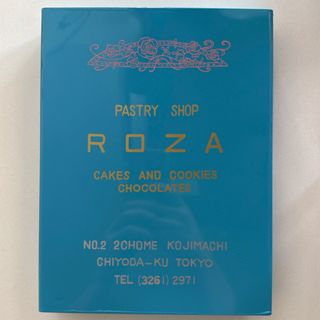 PASTRY SHOP
ROZA
CAKES AND COOKIES
CHOCOLATES
NO.2 2CHOME KOJIMACHI
CHIYODA-KU TOKYO
TEL (3261) 2971